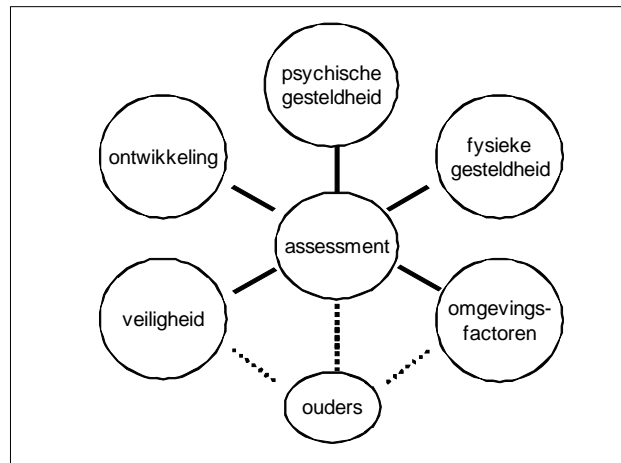 psychische
gesteldheid
ontwikkeling
fysieke
gesteldheid
assessment
veiligheid
omgevings-
factoren
ouders